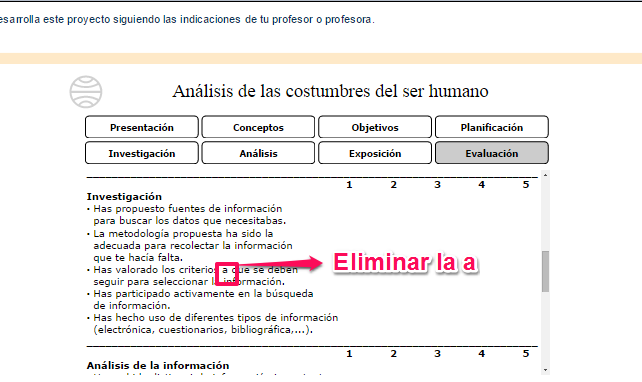 esarrolla este proyecto siguiendo las indicaciones de tu profesor o profesora.
Análisis de las costumbres del ser humano
Presentación Conceptos Objetivos Planificación
Investigación Análisis Exposición Evaluación
1 2 3 4 5
Investigación
• Has propuesto fuentes de información
para buscar los datos que necesitabas.
• La metodología propuesta ha sido la
adecuada para recolectar la información
que te hacía falta.
• Has valorado los criterios a que se deben
seguir para seleccionar la información.
Eliminar la a
• Has participado activamente en la búsqueda
de información.
• Has hecho uso de diferentes tipos de información
(electrónica, cuestionarios, bibliográfica,...).
1 2 3 4 5
Análisis de la información